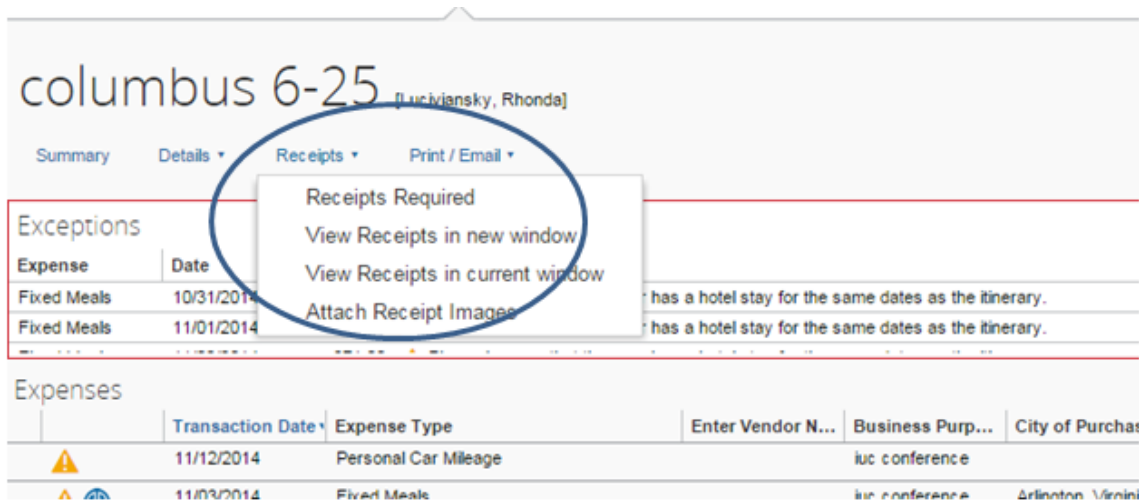 columbus 6-25 [Lucivjansky, Rhonda]
Summary Details Receipts Print / Email
Receipts Required
View Receipts in new window
View Receipts in current window
Attach Receipt Images
Exceptions
Expense Date
Fixed Meals 10/31/2014 has a hotel stay for the same dates as the itinerary.
Fixed Meals 11/01/2014 has a hotel stay for the same dates as the itinerary.
Expenses
Transaction Date Expense Type Enter Vendor N... Business Purp... City of Purchas
11/12/2014 Personal Car Mileage iuc conference
11/03/2014 Fixed Meals iuc conference Arlington, Virgini